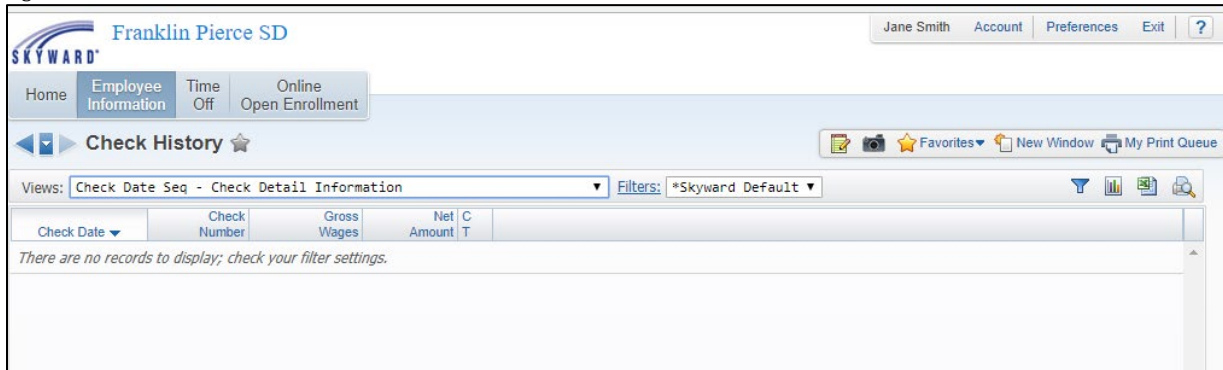 Franklin Pierce SD
SKYWARD
Jane Smith Account Preferences Exit ?
Home Employee Information Time Off Online Open Enrollment
Check History Favorites New Window My Print Queue
Views: Check Date Seq - Check Detail Information Filters: *Skyward Default
Check Date Check Number Gross Wages Net Amount C T
There are no records to display; check your filter settings.